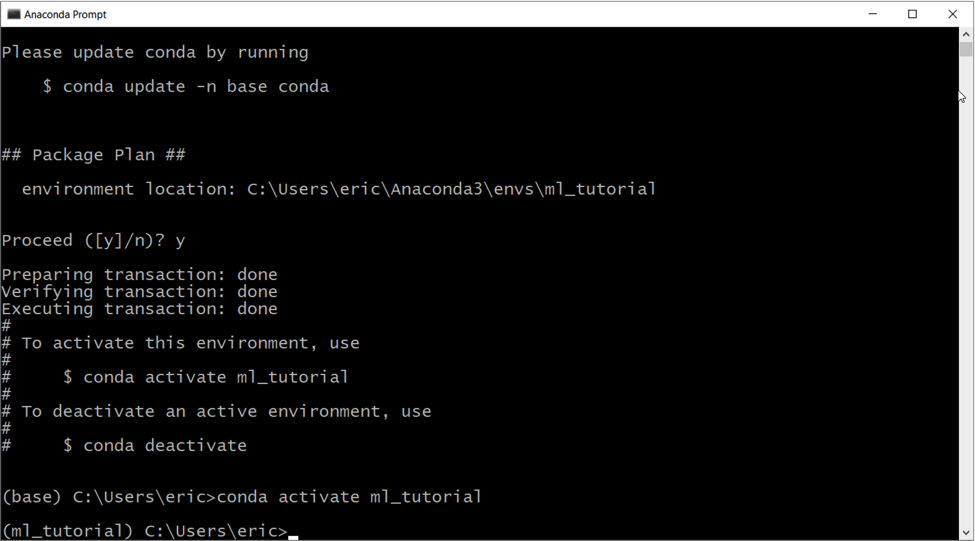 Anaconda Prompt
Please update conda by running
$ conda update -n base conda
## Package Plan ##
environment location: C:\Users\eric\Anaconda3\envs\ml_tutorial
Proceed ([y]/n)? y
Preparing transaction: done
Verifying transaction: done
Executing transaction: done
#
# To activate this environment, use
#
#     $ conda activate ml_tutorial
#
# To deactivate an active environment, use
#
#     $ conda deactivate
(base) C:\Users\eric>conda activate ml_tutorial
(ml_tutorial) C:\Users\eric>